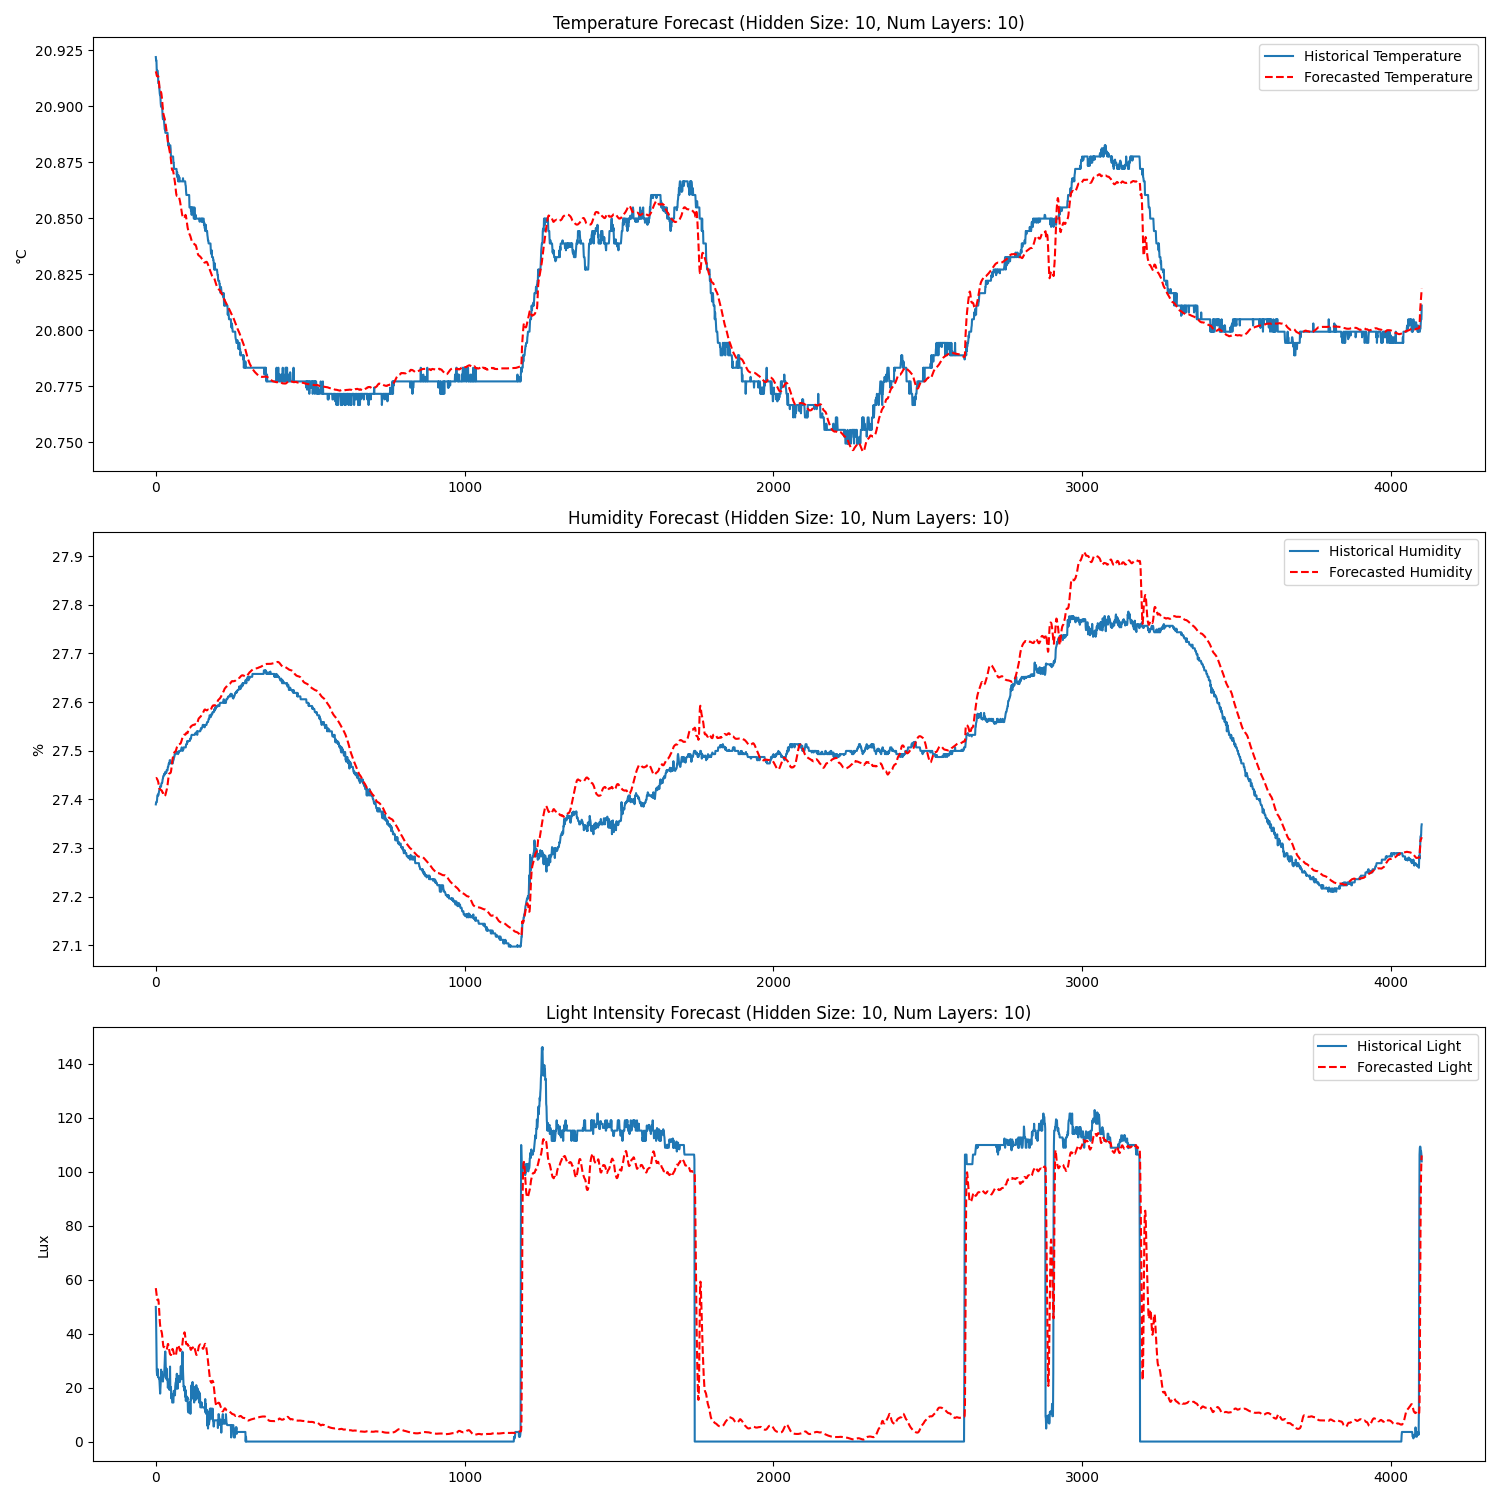 Temperature Forecast (Hidden Size: 10, Num Layers: 10)
20.925
20.900
20.875
20.850
20.825
20.800
20.775
20.750
°C
Historical Temperature
Forecasted Temperature
0 1000 2000 3000 4000
Humidity Forecast (Hidden Size: 10, Num Layers: 10)
27.9
27.8
27.7
27.6
27.5
27.4
27.3
27.2
27.1
%
Historical Humidity
Forecasted Humidity
0 1000 2000 3000 4000
Light Intensity Forecast (Hidden Size: 10, Num Layers: 10)
140
120
100
80
60
40
20
0
Lux
Historical Light
Forecasted Light
0 1000 2000 3000 4000